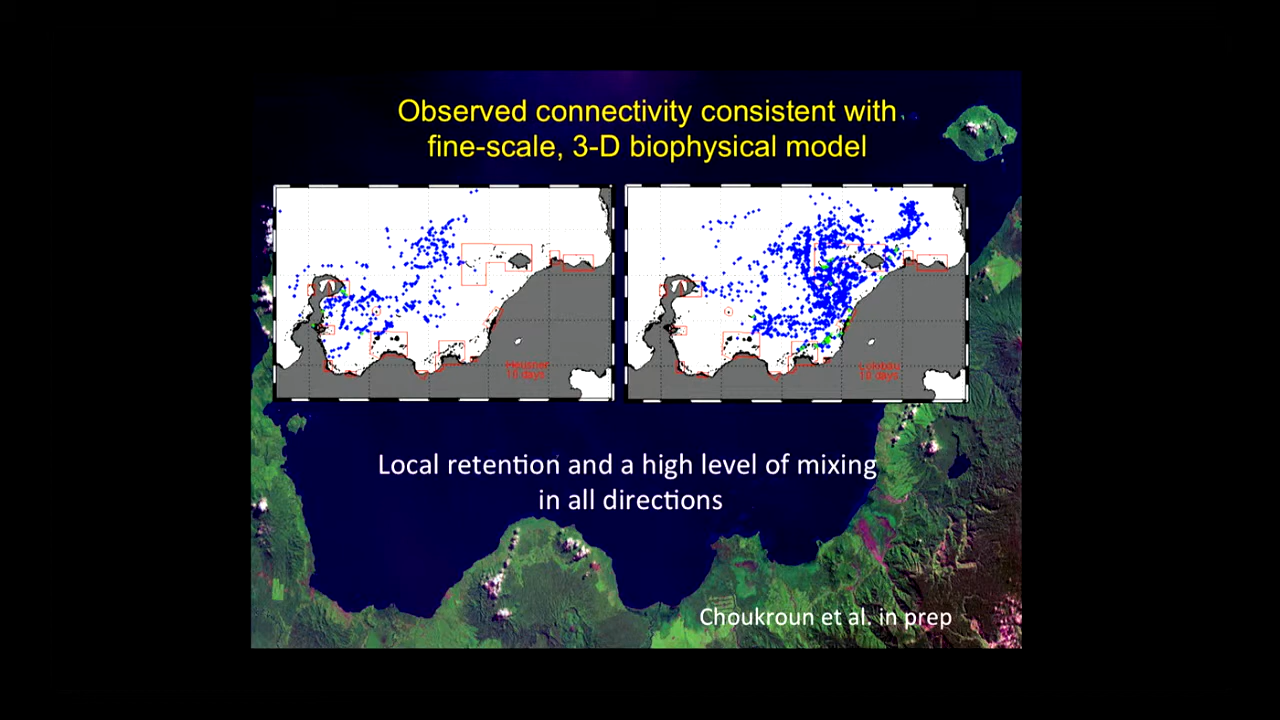 Observed connectivity consistent with
fine-scale, 3-D biophysical model
10 days
10 days
Local retention and a high level of mixing
in all directions
Choukroun et al. in prep